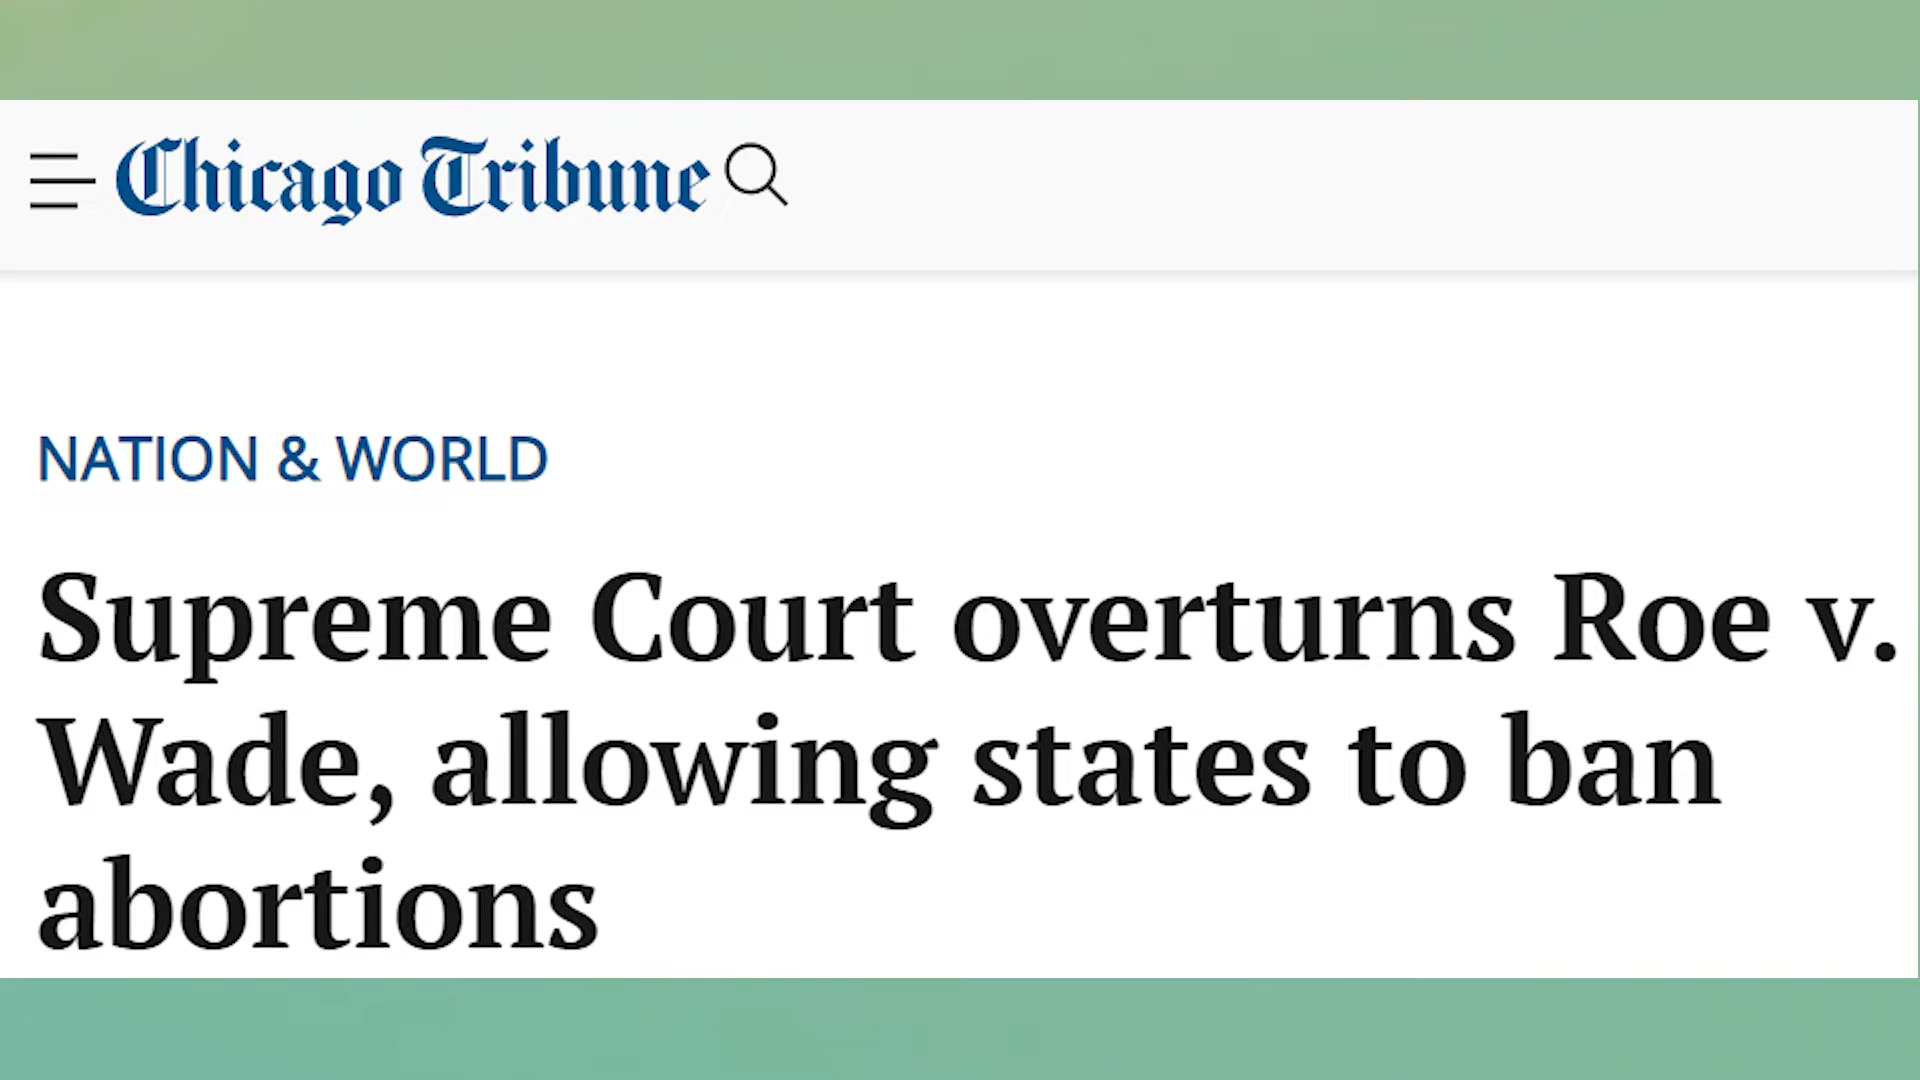 Chicago Tribune
NATION & WORLD
Supreme Court overturns Roe v.
Wade, allowing states to ban
abortions